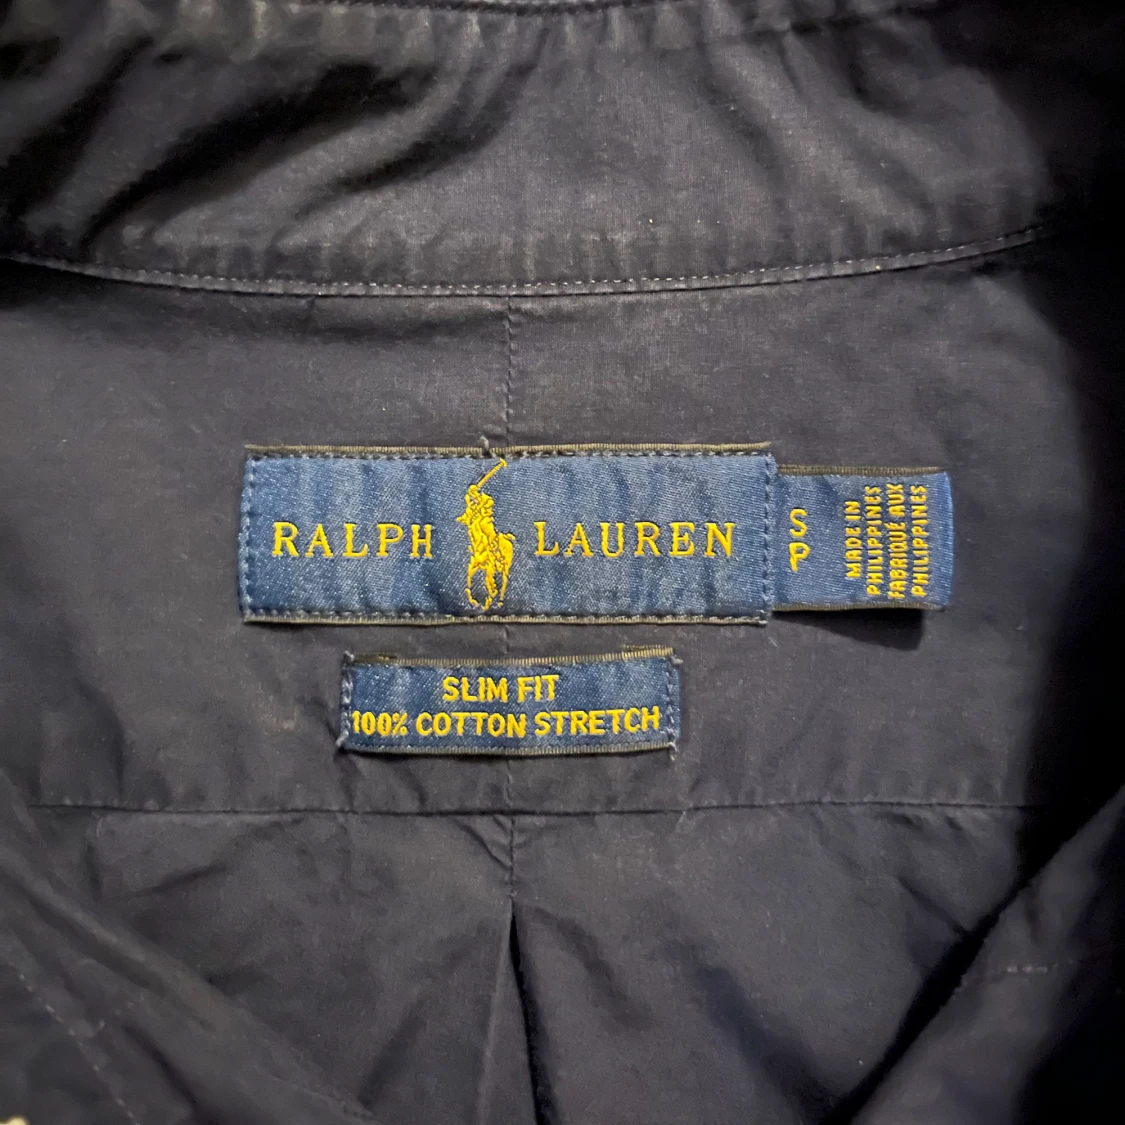 RALPH LAUREN
S
P
MADE IN
PHILIPPINES
FABRIQUÉ AUX
PHILIPPINES
SLIM FIT
100% COTTON STRETCH